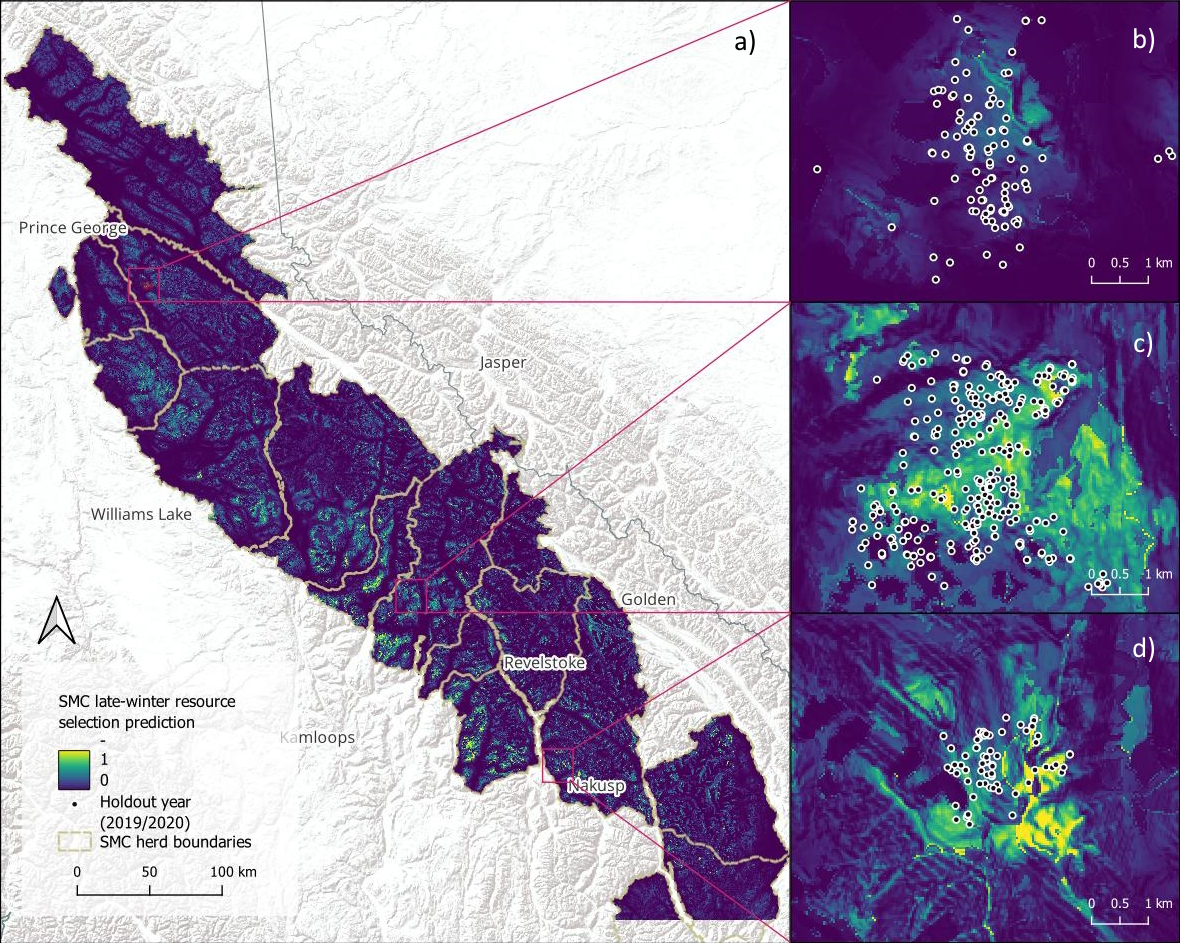 a)
b)
0 0.5 1 km
c)
0 0.5 1 km
d)
0 0.5 1 km
Prince George
Jasper
Williams Lake
Golden
Revelstoke
Kamloops
Nakusp
SMC late-winter resource
selection prediction
-
1
0
Holdout year
(2019/2020)
SMC herd boundaries
0 50 100 km